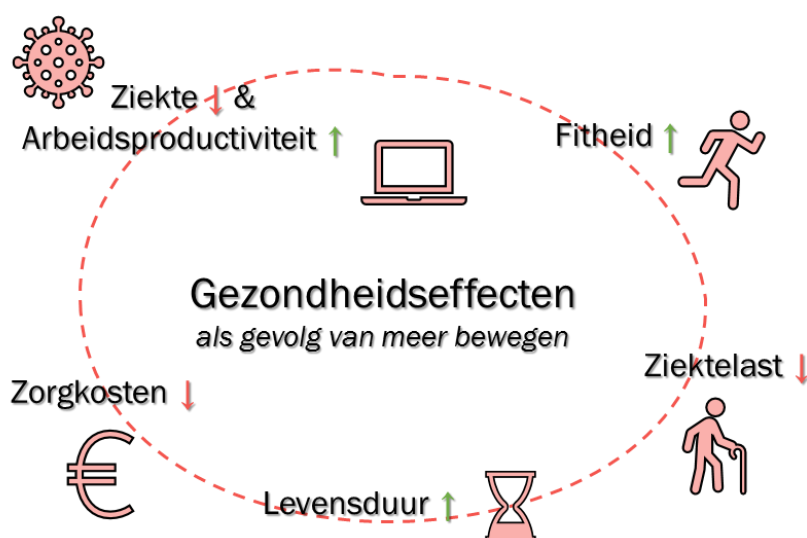 Ziekte ↓ &
Arbeidsproductiviteit ↑
Fitheid ↑
Gezondheidseffecten
als gevolg van meer bewegen
Ziektelast ↓
Zorgkosten ↓
Levensduur ↑